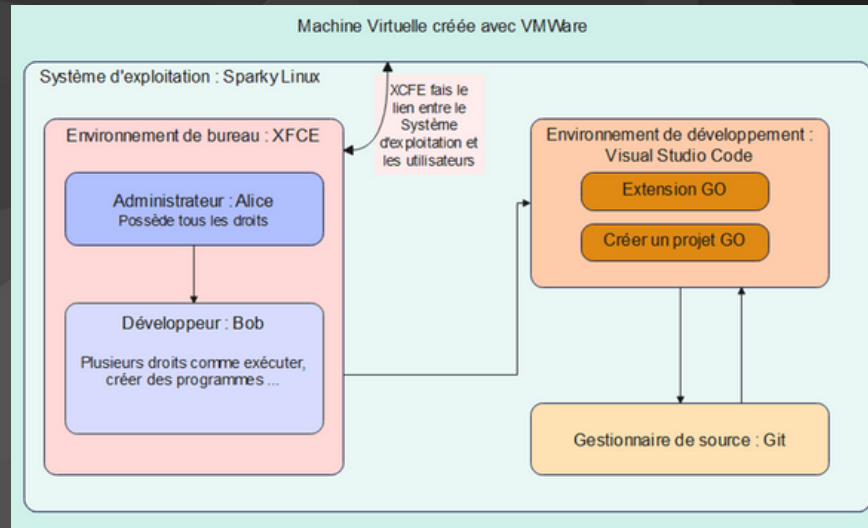 Machine Virtuelle créée avec VMWare
Système d'exploitation : Sparky Linux
XCFE fais le
lien entre le
Système
d'exploitation et
les utilisateurs
Environnement de bureau : XFCE
Administrateur : Alice
Possède tous les droits
Développeur : Bob
Plusieurs droits comme exécuter,
créer des programmes ...
Environnement de développement :
Visual Studio Code
Extension GO
Créer un projet GO
Gestionnaire de source : Git